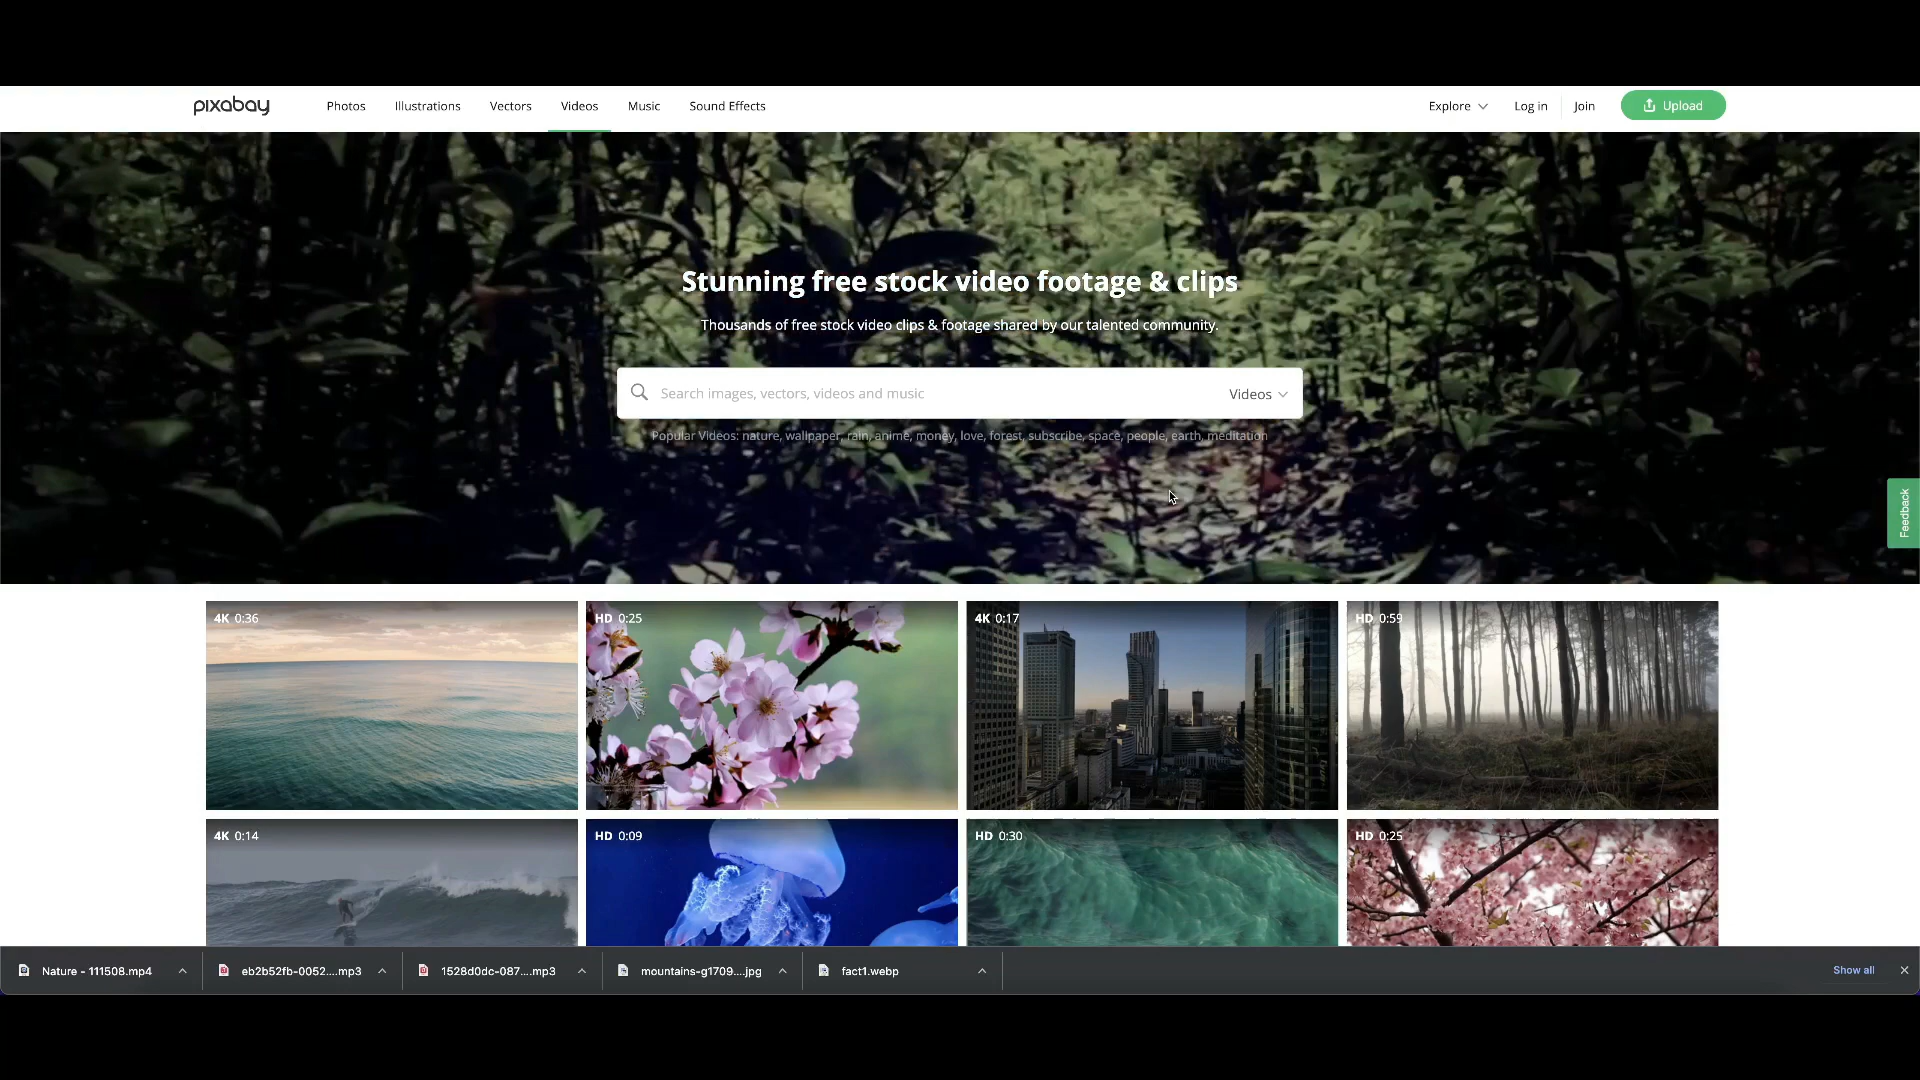 pixabay
Photos Illustrations Vectors Videos Music Sound Effects
Explore Log in Join Upload
Stunning free stock video footage & clips
Thousands of free stock video clips & footage shared by our talented community.
Search images, vectors, videos and music Videos
Popular Videos: nature, wallpaper, rain, anime, money, love, forest, subscribe, space, people, earth, meditation
Feedback
4K 0:36
HD 0:25
4K 0:17
HD 0:59
4K 0:14
HD 0:09
HD 0:30
HD 0:25
Nature - 111508.mp4
eb2b52fb-0052....mp3
1528d0dc-087....mp3
mountains-g1709....jpg
fact1.webp
Show all